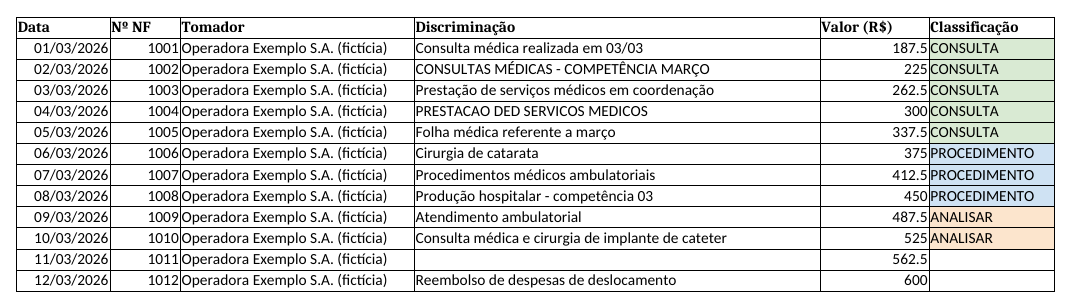 Data Nº NF Tomador Discriminação Valor (R$) Classificação
01/03/2026 1001 Operadora Exemplo S.A. (fictícia) Consulta médica realizada em 03/03 187.5 CONSULTA
02/03/2026 1002 Operadora Exemplo S.A. (fictícia) CONSULTAS MÉDICAS - COMPETÊNCIA MARÇO 225 CONSULTA
03/03/2026 1003 Operadora Exemplo S.A. (fictícia) Prestação de serviços médicos em coordenação 262.5 CONSULTA
04/03/2026 1004 Operadora Exemplo S.A. (fictícia) PRESTACAO DED SERVICOS MEDICOS 300 CONSULTA
05/03/2026 1005 Operadora Exemplo S.A. (fictícia) Folha médica referente a março 337.5 CONSULTA
06/03/2026 1006 Operadora Exemplo S.A. (fictícia) Cirurgia de catarata 375 PROCEDIMENTO
07/03/2026 1007 Operadora Exemplo S.A. (fictícia) Procedimentos médicos ambulatoriais 412.5 PROCEDIMENTO
08/03/2026 1008 Operadora Exemplo S.A. (fictícia) Produção hospitalar - competência 03 450 PROCEDIMENTO
09/03/2026 1009 Operadora Exemplo S.A. (fictícia) Atendimento ambulatorial 487.5 ANALISAR
10/03/2026 1010 Operadora Exemplo S.A. (fictícia) Consulta médica e cirurgia de implante de cateter 525 ANALISAR
11/03/2026 1011 Operadora Exemplo S.A. (fictícia) 562.5
12/03/2026 1012 Operadora Exemplo S.A. (fictícia) Reembolso de despesas de deslocamento 600